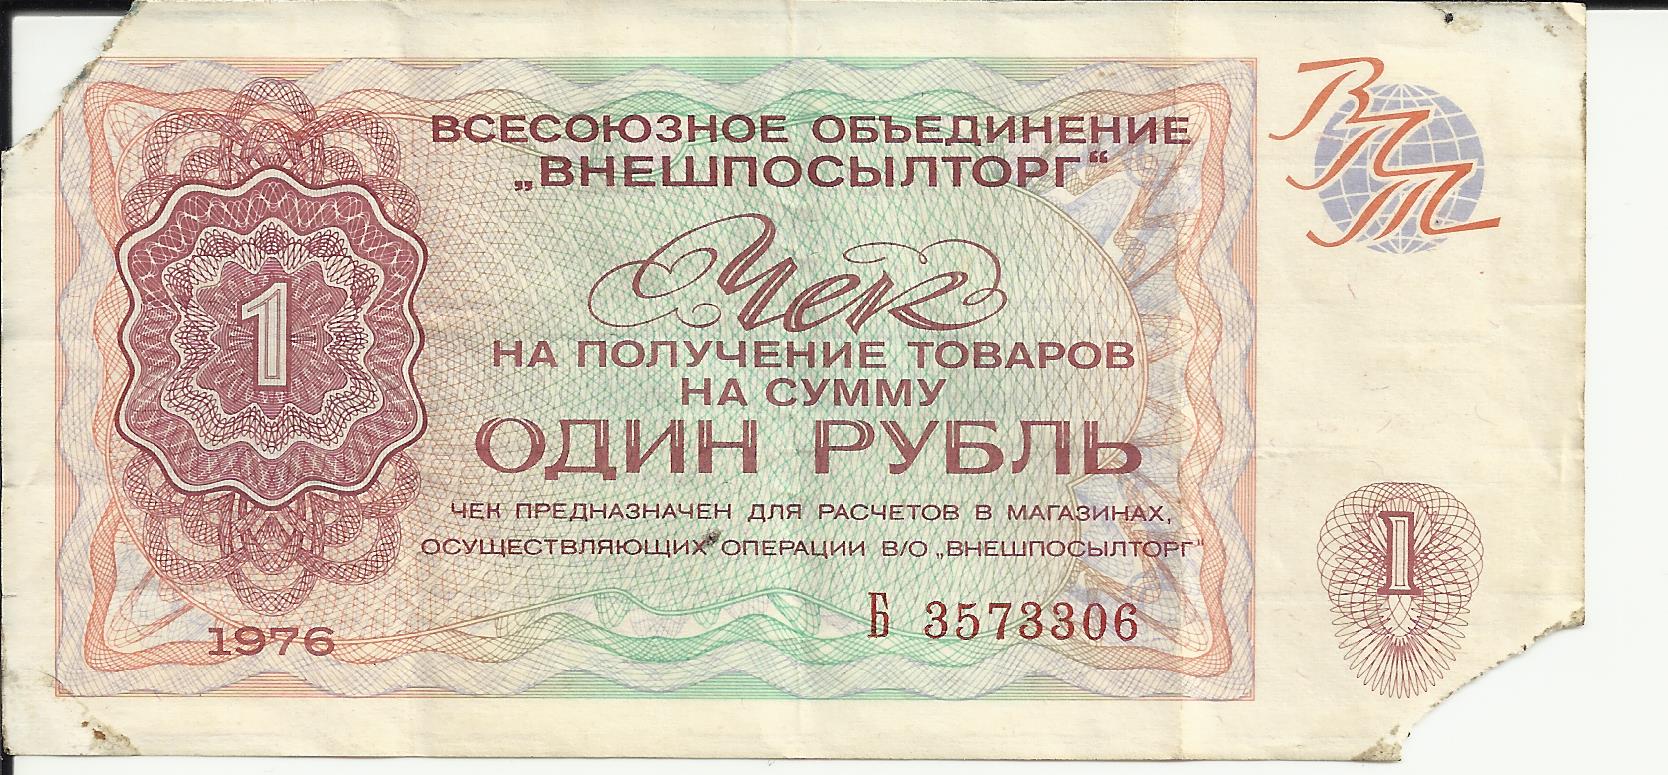 ВСЕСОЮЗНОЕ ОБЪЕДИНЕНИЕ
„ВНЕШПОСЫЛТОРГ“
ВПТ
Чек
НА ПОЛУЧЕНИЕ ТОВАРОВ
НА СУММУ
1
ОДИН РУБЛЬ
ЧЕК ПРЕДНАЗНАЧЕН ДЛЯ РАСЧЕТОВ В МАГАЗИНАХ,
ОСУЩЕСТВЛЯЮЩИХ ОПЕРАЦИИ В/О „ВНЕШПОСЫЛТОРГ“
1
1976
Б 3573306